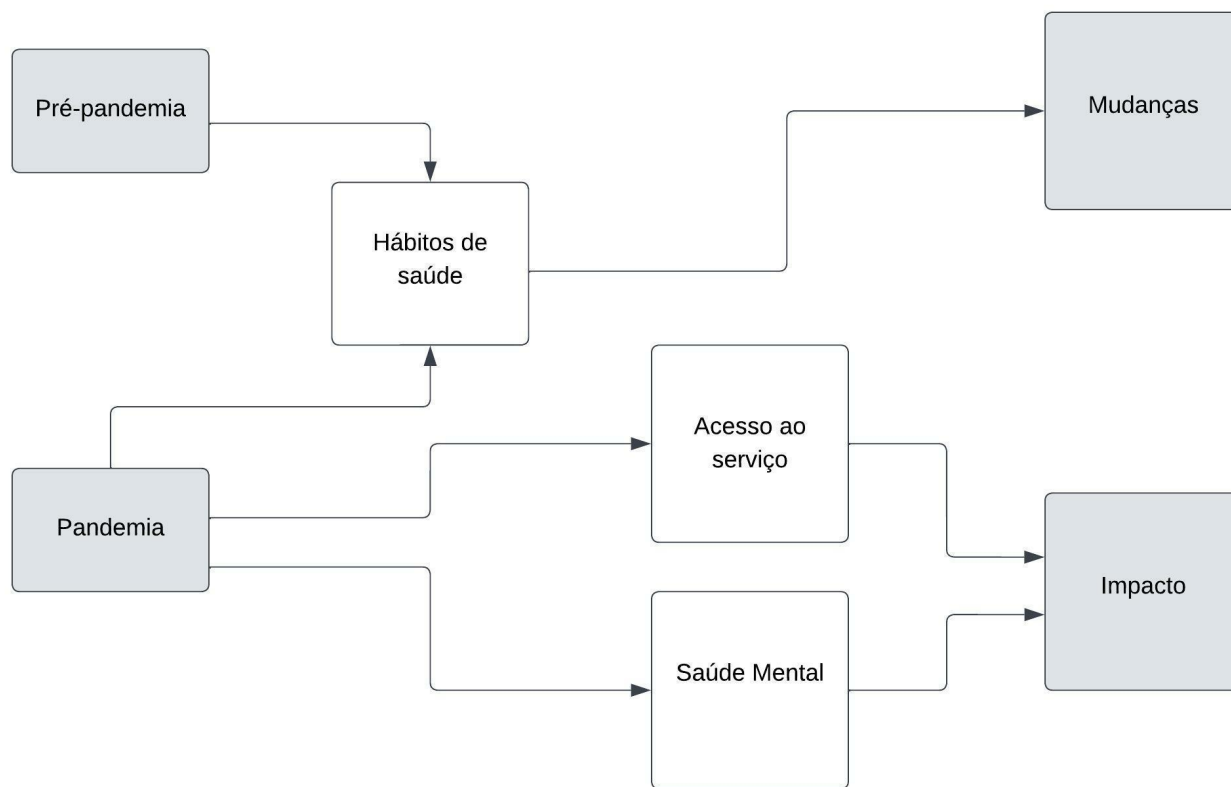 Pré-pandemia
Mudanças
Hábitos de
saúde
Acesso ao
serviço
Pandemia
Impacto
Saúde Mental